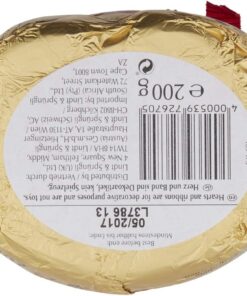 Hearts and ribbons are for decorative purposes and are not toys.
Herz und Band sind Dekoartikel, kein Spielzeug.
Distributed by / Vertrieb durch
Lindt & Sprüngli (UK) Ltd.
4 New Square, Feltham, Middx,
TW14 8HA / Lindt & Sprüngli
(Austria) Ges.m.b.H., Hietzinger
Hauptstraße 1A, AT-1130 Wien
Lindt & Sprüngli (Schweiz) AG,
CH-8802 Kilchberg
Imported by Lindt & Sprüngli
(South Africa) (Pty) Ltd
72 Waterkant Street,
Cape Town 8001,
ZA
℮ 200 g
4 000539 726705
Best before end:
Mindestens haltbar bis Ende:
05/2017
L3786 13